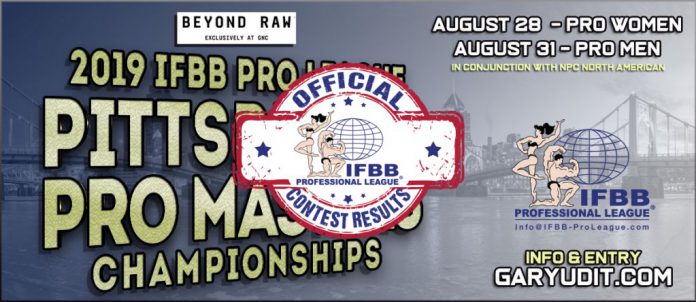 BEYOND RAW
EXCLUSIVELY AT GNC
2019 IFBB PRO
PITTS
PRO
CHAMPIONSHIPS
OFFICIAL
IFBB
PROFESSIONAL LEAGUE
CONTEST RESULTS
AUGUST 28 - PRO WOMEN
AUGUST 31 - PRO MEN
IN CONJUNCTION WITH NPC NORTH AMERICAN
IFBB
PROFESSIONAL LEAGUE
Info@IFBB-ProLeague.com
INFO & ENTRY
GARYUDIT.COM